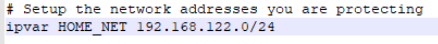 # Setup the network addresses you are protecting
ipvar HOME_NET 192.168.122.0/24